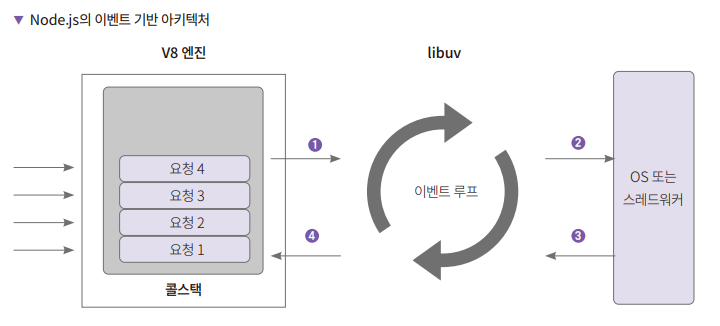 ▼ Node.js의 이벤트 기반 아키텍처
V8 엔진
libuv
1
2
요청 4
요청 3
요청 2
요청 1
이벤트 루프
OS 또는
스레드워커
4
3
콜스택